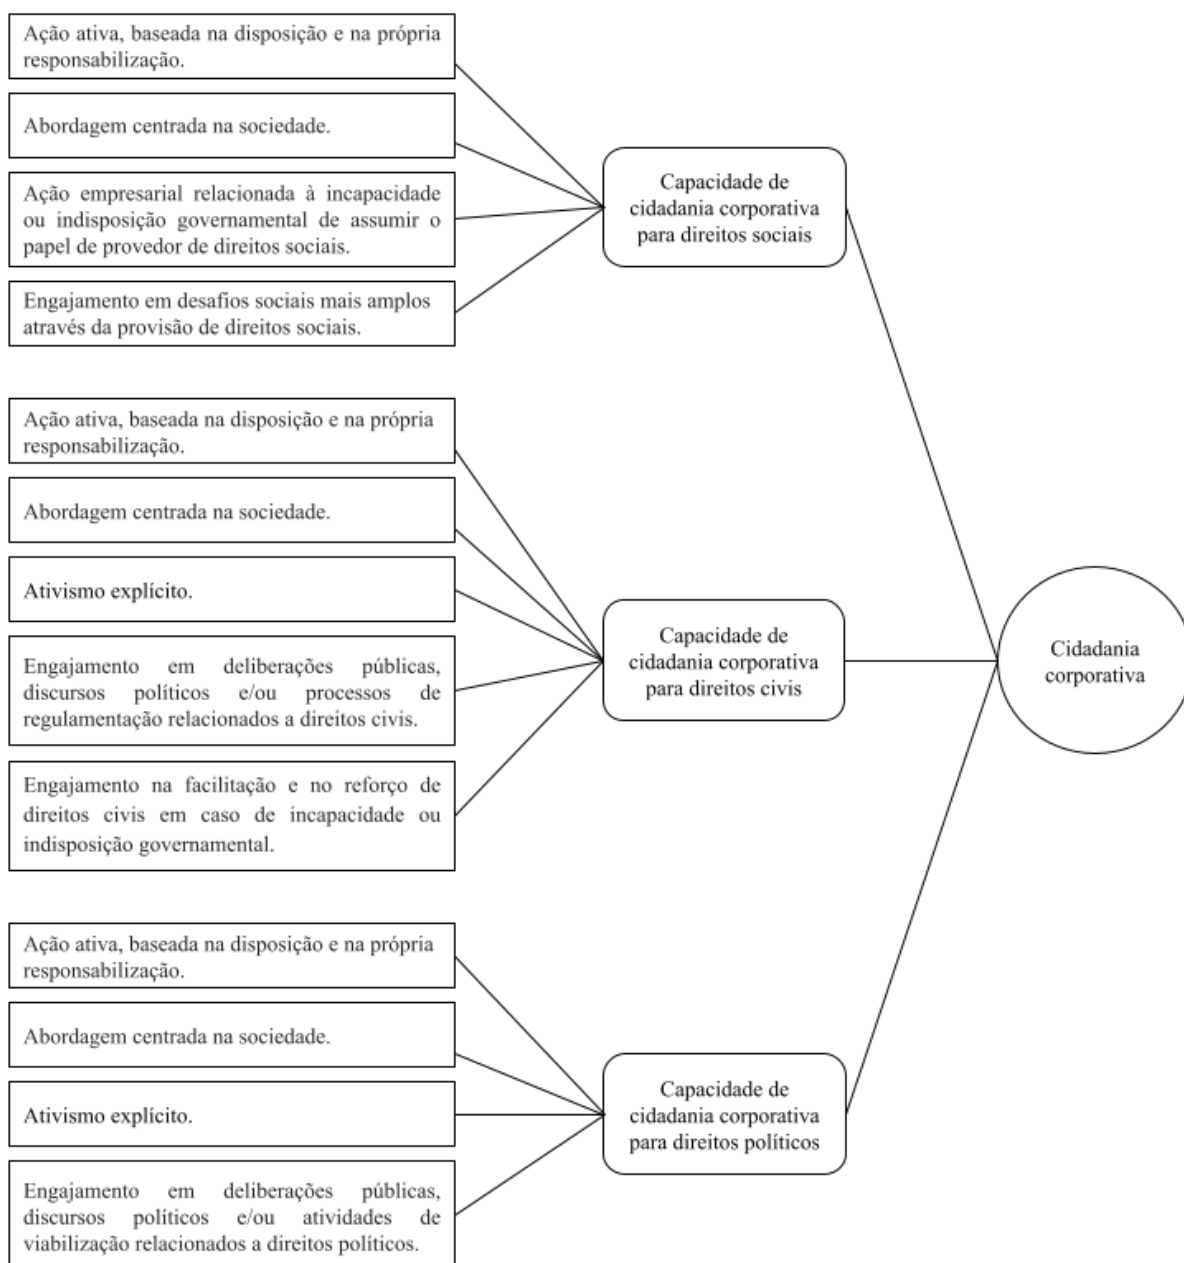 Ação ativa, baseada na disposição e na própria
responsabilização.
Abordagem centrada na sociedade.
Ação empresarial relacionada à incapacidade
ou indisposição governamental de assumir o
papel de provedor de direitos sociais.
Engajamento em desafios sociais mais amplos
através da provisão de direitos sociais.
Capacidade de
cidadania corporativa
para direitos sociais
Ação ativa, baseada na disposição e na própria
responsabilização.
Abordagem centrada na sociedade.
Ativismo explícito.
Engajamento em deliberações públicas,
discursos políticos e/ou processos de
regulamentação relacionados a direitos civis.
Engajamento na facilitação e no reforço de
direitos civis em caso de incapacidade ou
indisposição governamental.
Capacidade de
cidadania corporativa
para direitos civis
Ação ativa, baseada na disposição e na própria
responsabilização.
Abordagem centrada na sociedade.
Ativismo explícito.
Engajamento em deliberações públicas,
discursos políticos e/ou atividades de
viabilização relacionados a direitos políticos.
Capacidade de
cidadania corporativa
para direitos políticos
Cidadania
corporativa